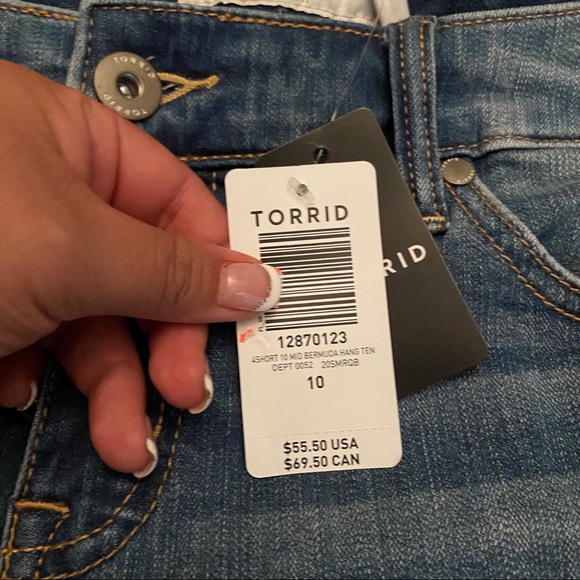 TORRID
TORRID
12870123
4SHORT 10 MID BERMUDA HANG TEN
DEPT 0052 20SMRQB
10
$55.50 USA
$69.50 CAN
RID